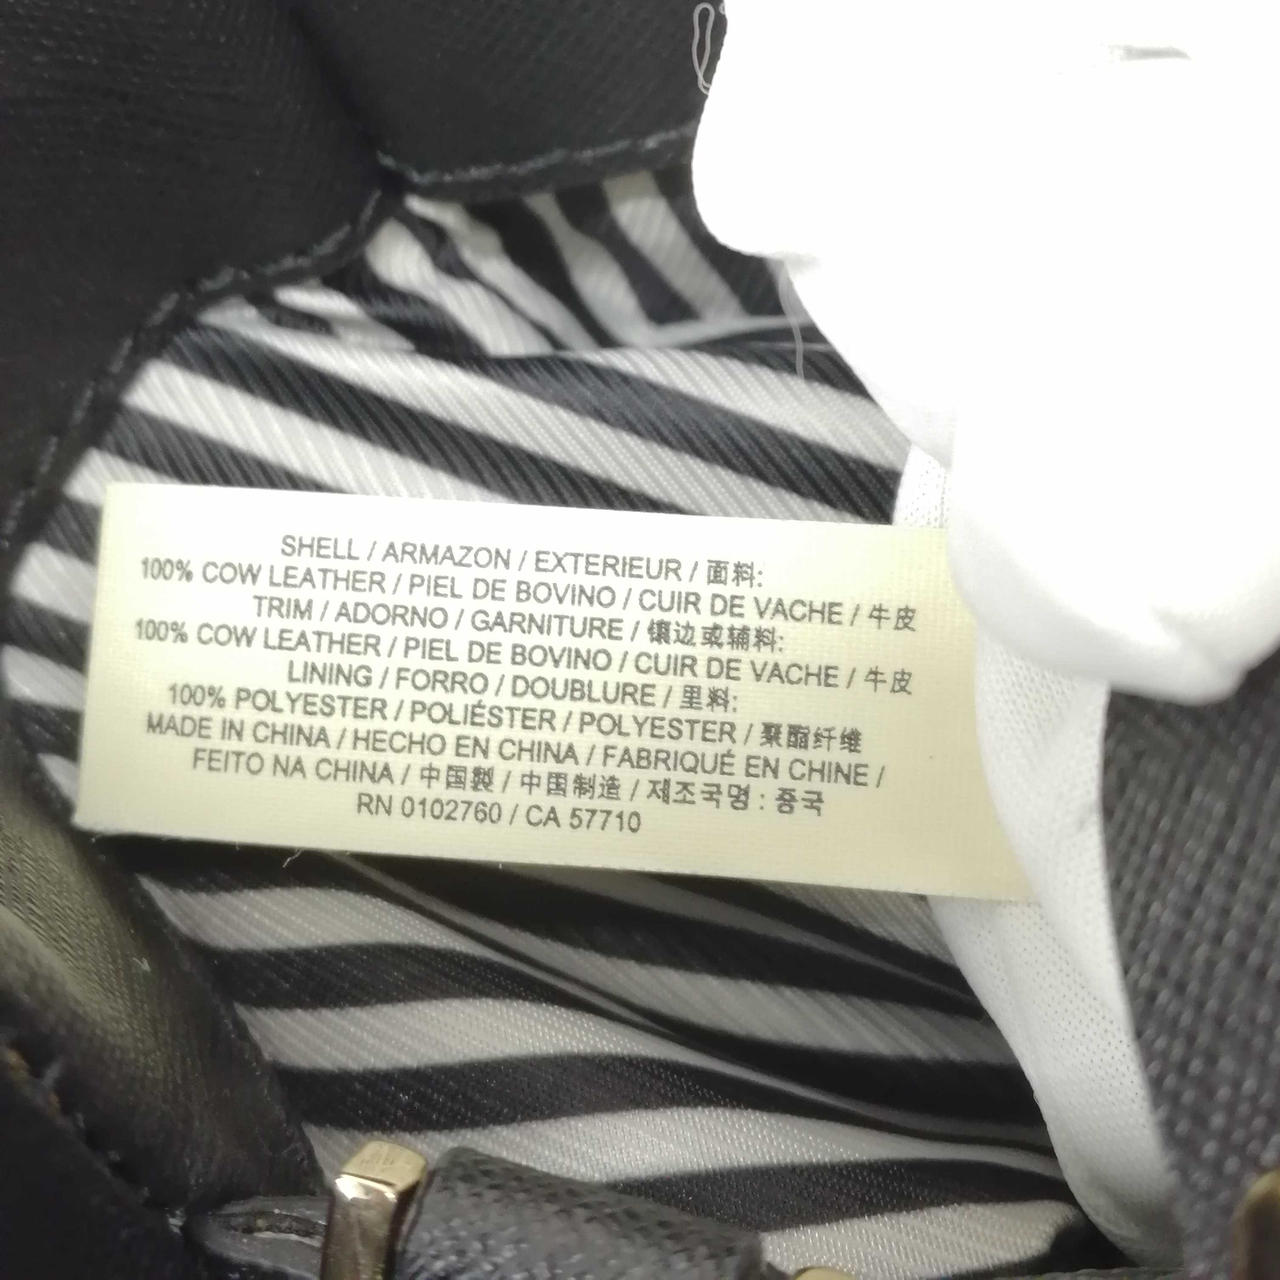 SHELL / ARMAZON / EXTERIEUR / 面料:
100% COW LEATHER / PIEL DE BOVINO / CUIR DE VACHE / 牛皮
TRIM / ADORNO / GARNITURE / 镶边或辅料:
100% COW LEATHER / PIEL DE BOVINO / CUIR DE VACHE / 牛皮
LINING / FORRO / DOUBLURE / 里料:
100% POLYESTER / POLIÉSTER / POLYESTER / 聚酯纤维
MADE IN CHINA / HECHO EN CHINA / FABRIQUÉ EN CHINE /
FEITO NA CHINA / 中国製 / 中国制造 / 제조국명 : 중국
RN 0102760 / CA 57710